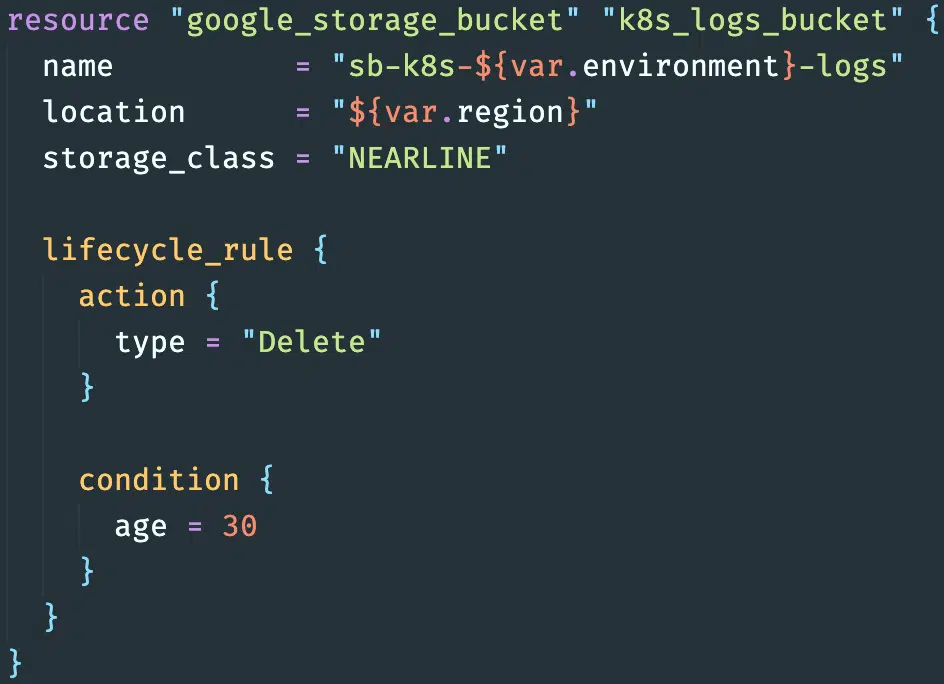 resource "google_storage_bucket" "k8s_logs_bucket" {
  name          = "sb-k8s-${var.environment}-logs"
  location      = "${var.region}"
  storage_class = "NEARLINE"

  lifecycle_rule {
    action {
      type = "Delete"
    }

    condition {
      age = 30
    }
  }
}